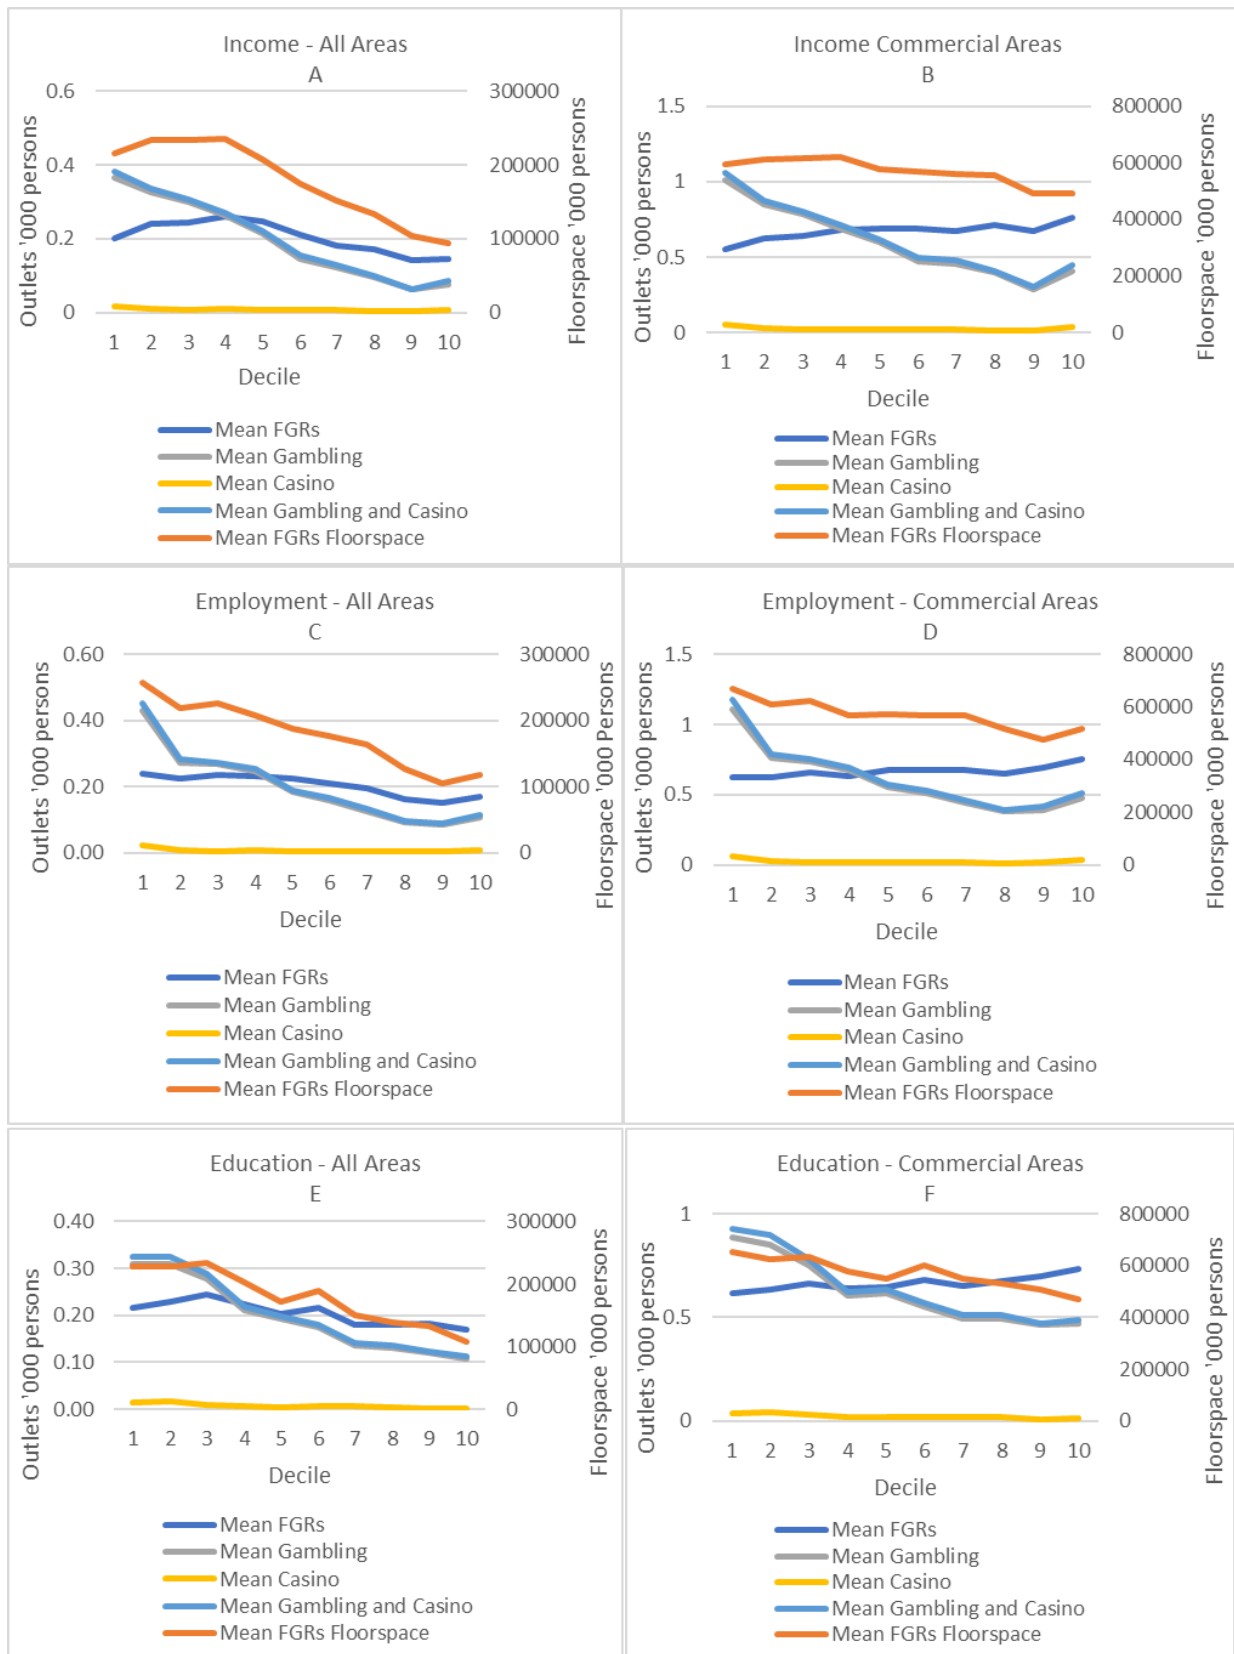 Income - All Areas
A
0.6
0.4
0.2
0
300000
200000
100000
0
Outlets '000 persons
Floorspace '000 persons
1 2 3 4 5 6 7 8 9 10
Decile
Mean FGRs
Mean Gambling
Mean Casino
Mean Gambling and Casino
Mean FGRs Floorspace
Income Commercial Areas
B
1.5
1
0.5
0
800000
600000
400000
200000
0
Outlets '000 persons
Floorspace '000 persons
1 2 3 4 5 6 7 8 9 10
Decile
Mean FGRs
Mean Gambling
Mean Casino
Mean Gambling and Casino
Mean FGRs Floorspace
Employment - All Areas
C
0.60
0.40
0.20
0.00
300000
200000
100000
0
Outlets '000 persons
Floorspace '000 Persons
1 2 3 4 5 6 7 8 9 10
Decile
Mean FGRs
Mean Gambling
Mean Casino
Mean Gambling and Casino
Mean FGRs Floorspace
Employment - Commercial Areas
D
1.5
1
0.5
0
800000
600000
400000
200000
0
Outlets '000 persons
Floorspace '000 persons
1 2 3 4 5 6 7 8 9 10
Decile
Mean FGRs
Mean Gambling
Mean Casino
Mean Gambling and Casino
Mean FGRs Floorspace
Education - All Areas
E
0.40
0.30
0.20
0.10
0.00
300000
200000
100000
0
Outlets '000 persons
Floorspace '000 persons
1 2 3 4 5 6 7 8 9 10
Decile
Mean FGRs
Mean Gambling
Mean Casino
Mean Gambling and Casino
Mean FGRs Floorspace
Education - Commercial Areas
F
1
0.5
0
800000
600000
400000
200000
0
Outlets '000 persons
Floorspace '000 persons
1 2 3 4 5 6 7 8 9 10
Decile
Mean FGRs
Mean Gambling
Mean Casino
Mean Gambling and Casino
Mean FGRs Floorspace